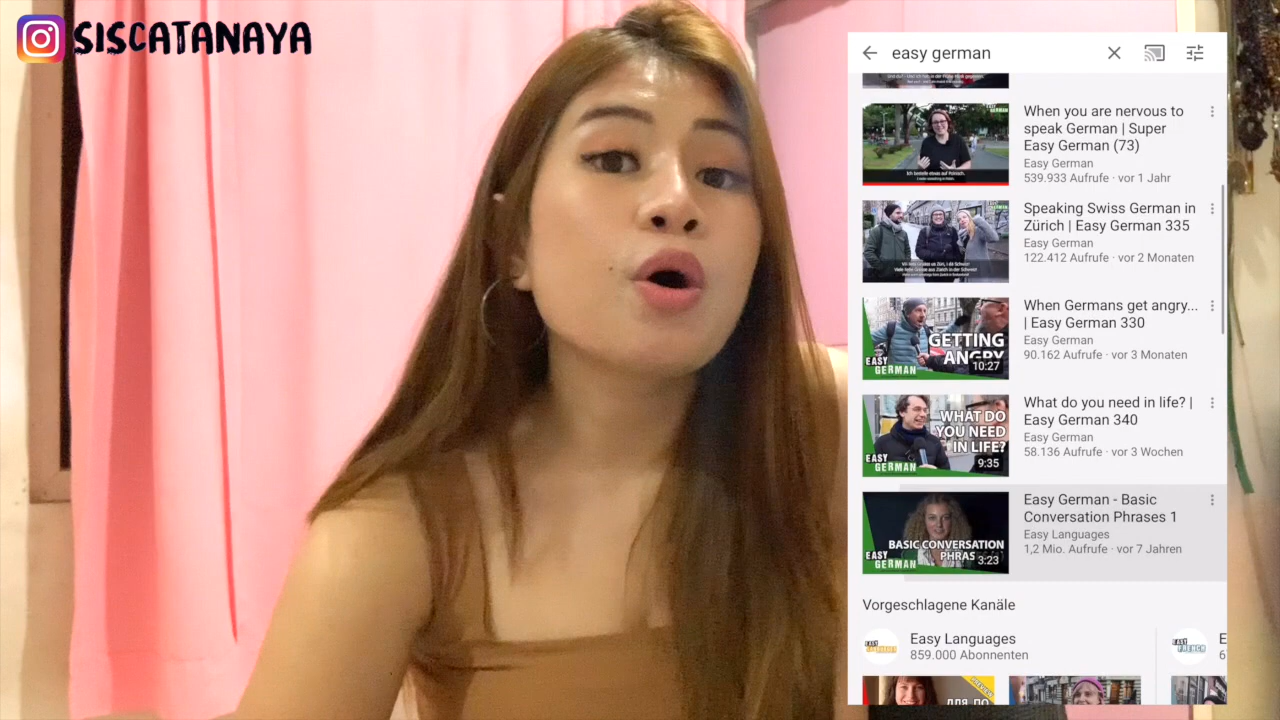 SISCATANAYA
easy german
When you are nervous to
speak German | Super
Easy German (73)
Easy German
539.933 Aufrufe · vor 1 Jahr
Ich bestelle etwas auf Polnisch.
Speaking Swiss German in
Zürich | Easy German 335
Easy German
122.412 Aufrufe · vor 2 Monaten
When Germans get angry...
| Easy German 330
Easy German
90.162 Aufrufe · vor 3 Monaten
GETTING
ANGRY
10:27
EASY
GERMAN
What do you need in life? |
Easy German 340
Easy German
58.136 Aufrufe · vor 3 Wochen
WHAT DO
YOU NEED
IN LIFE?
9:35
EASY
GERMAN
Easy German - Basic
Conversation Phrases 1
Easy Languages
1,2 Mio. Aufrufe · vor 7 Jahren
BASIC CONVERSATION
PHRAS
3:23
EASY
GERMAN
Vorgeschlagene Kanäle
Easy Languages
859.000 Abonnenten
E
6